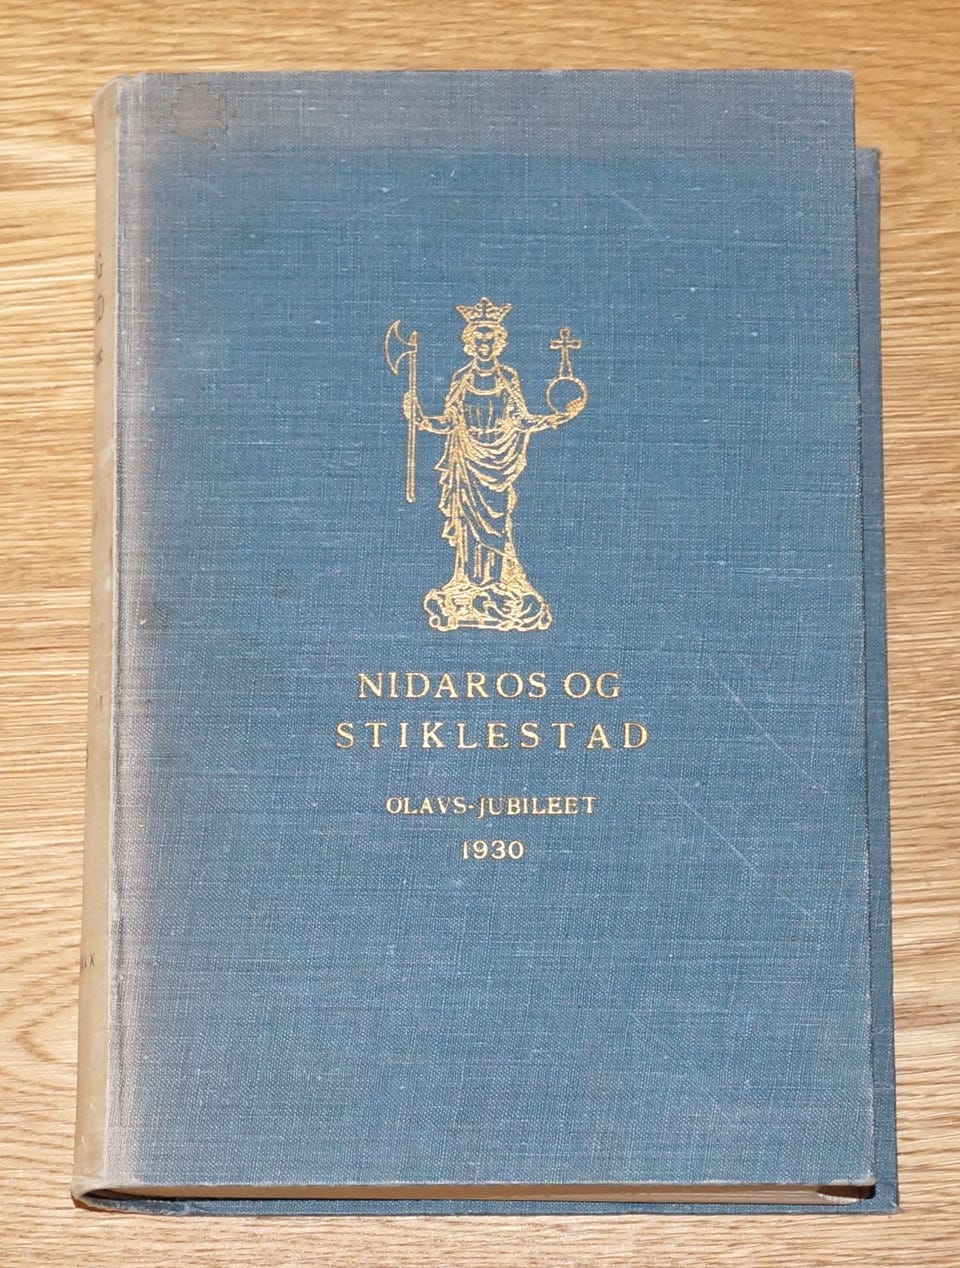 NIDAROS OG
STIKLESTAD
OLAVS-JUBILEET
1930